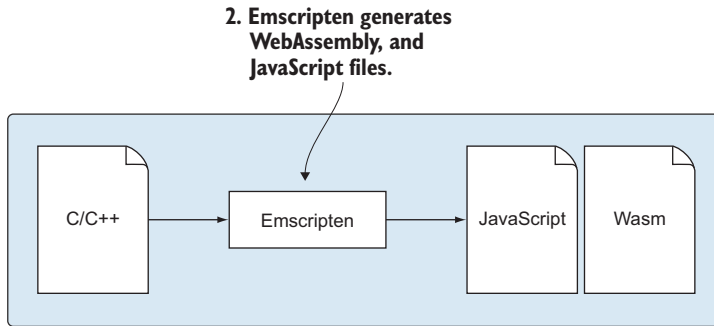 2. Emscripten generates
WebAssembly, and
JavaScript files.
C/C++
Emscripten
JavaScript
Wasm